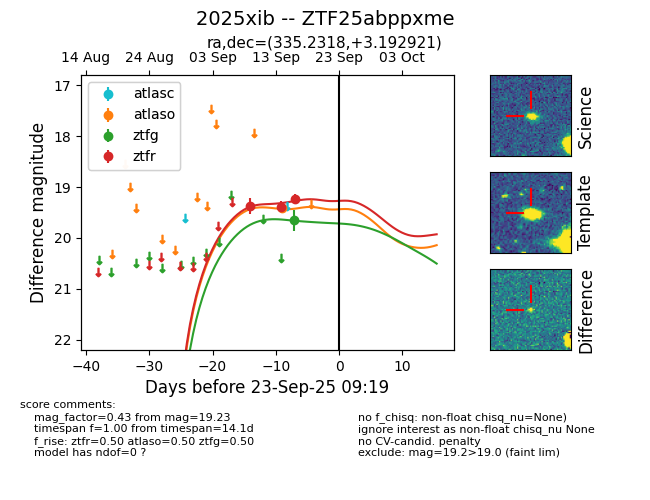 2025xib -- ZTF25abppxme
ra,dec=(335.2318,+3.192921)
14 Aug 24 Aug 03 Sep 13 Sep 23 Sep 03 Oct
17
18
19
20
21
22
Difference magnitude
atlasc
atlaso
ztfg
ztfr
−40 −30 −20 −10 0 10
Days before 23-Sep-25 09:19
Science
Template
Difference
score comments:
mag_factor=0.43 from mag=19.23
timespan f=1.00 from timespan=14.1d
f_rise: ztfr=0.50 atlaso=0.50 ztfg=0.50
model has ndof=0 ?
no f_chisq: non-float chisq_nu=None)
ignore interest as non-float chisq_nu None
no CV-candid. penalty
exclude: mag=19.2>19.0 (faint lim)